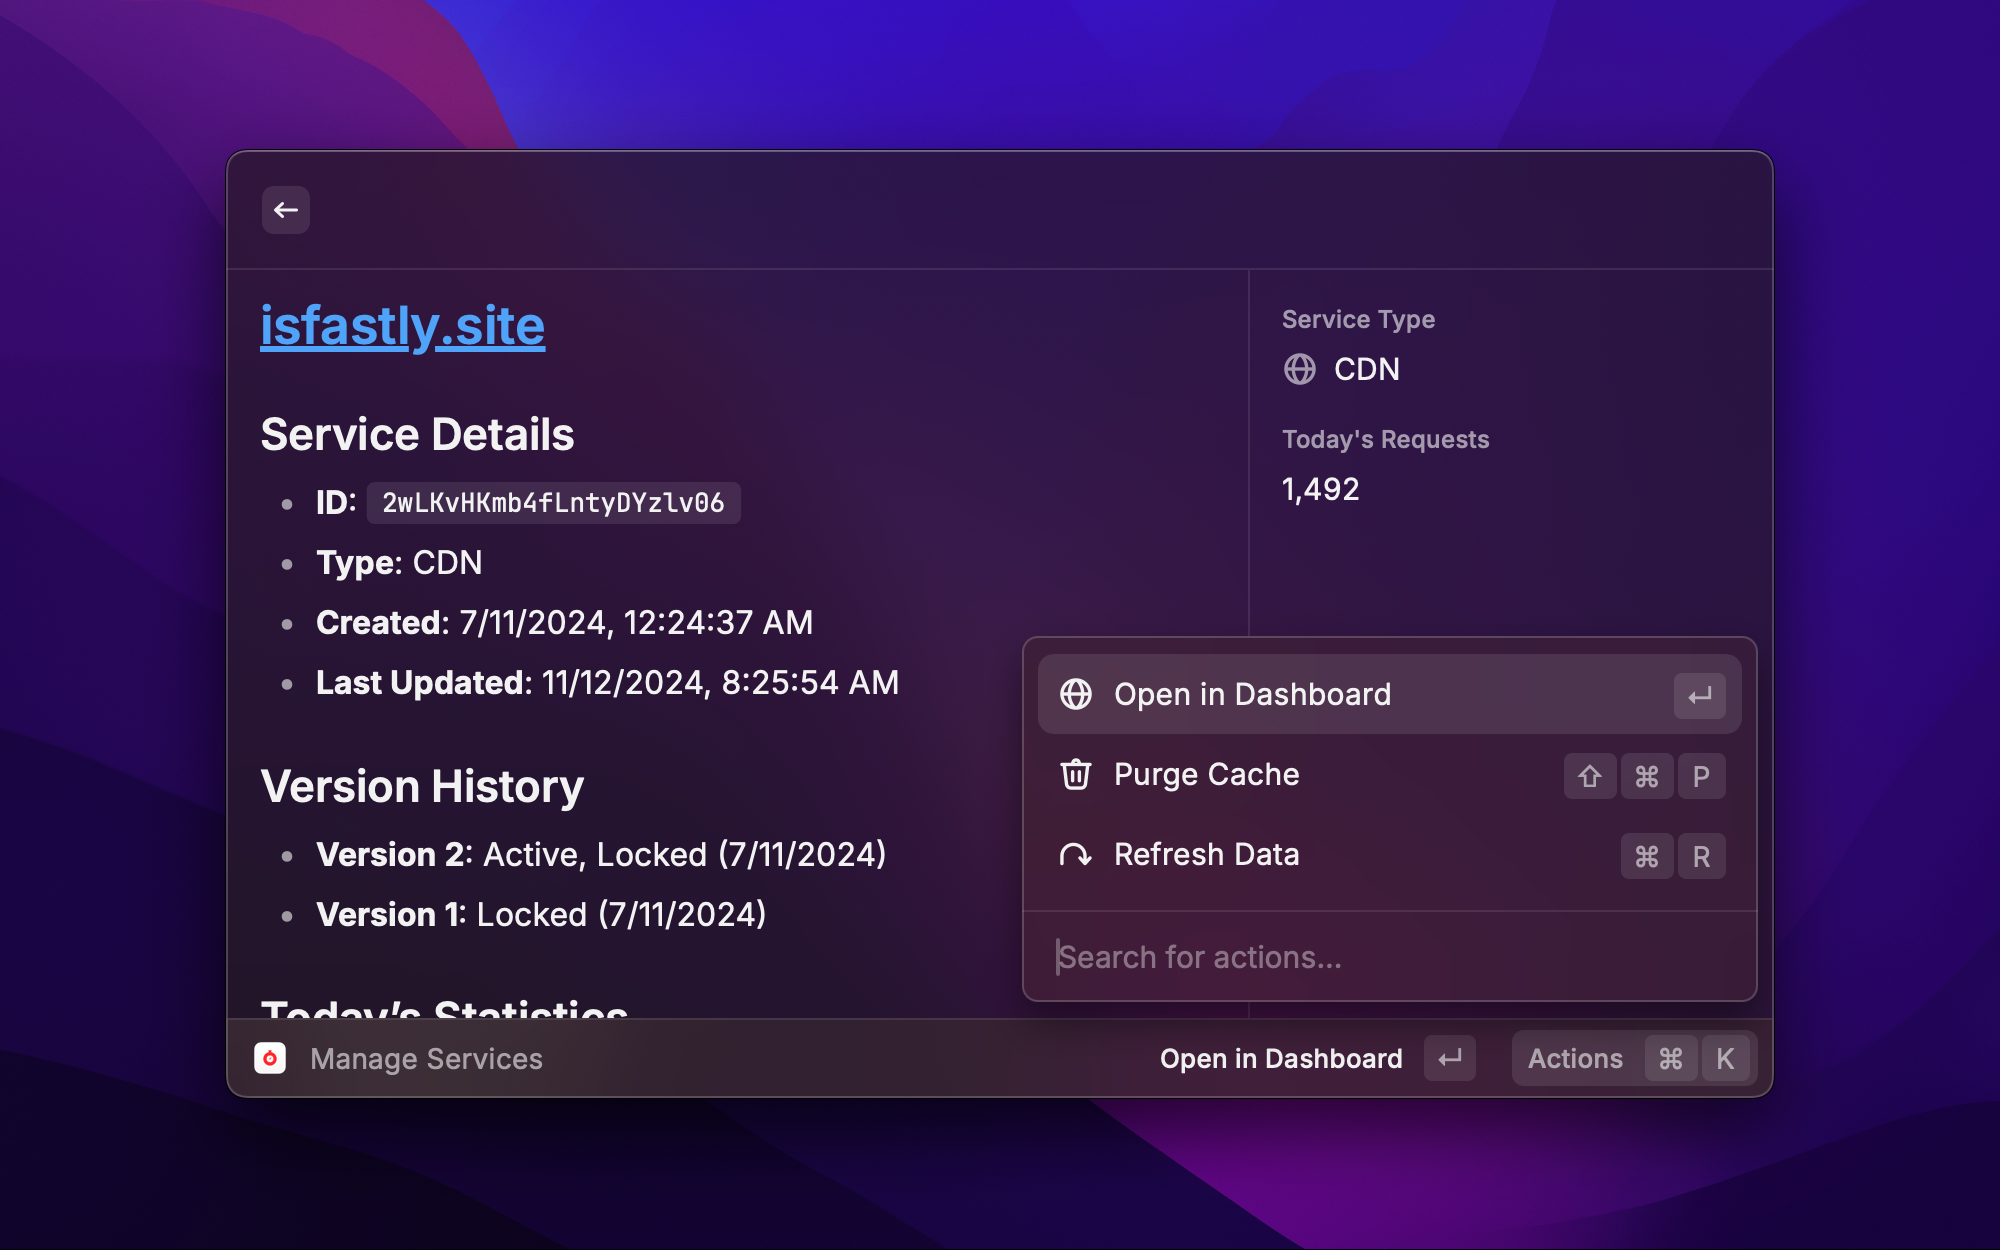 isfastly.site
Service Details
ID: 2wLKvHKmb4fLntyDYzlv06
Type: CDN
Created: 7/11/2024, 12:24:37 AM
Last Updated: 11/12/2024, 8:25:54 AM
Version History
Version 2: Active, Locked (7/11/2024)
Version 1: Locked (7/11/2024)
Today’s Statistics
Service Type
CDN
Today's Requests
1,492
Open in Dashboard
Purge Cache ⇧ ⌘ P
Refresh Data ⌘ R
Search for actions...
Manage Services
Open in Dashboard
Actions ⌘ K